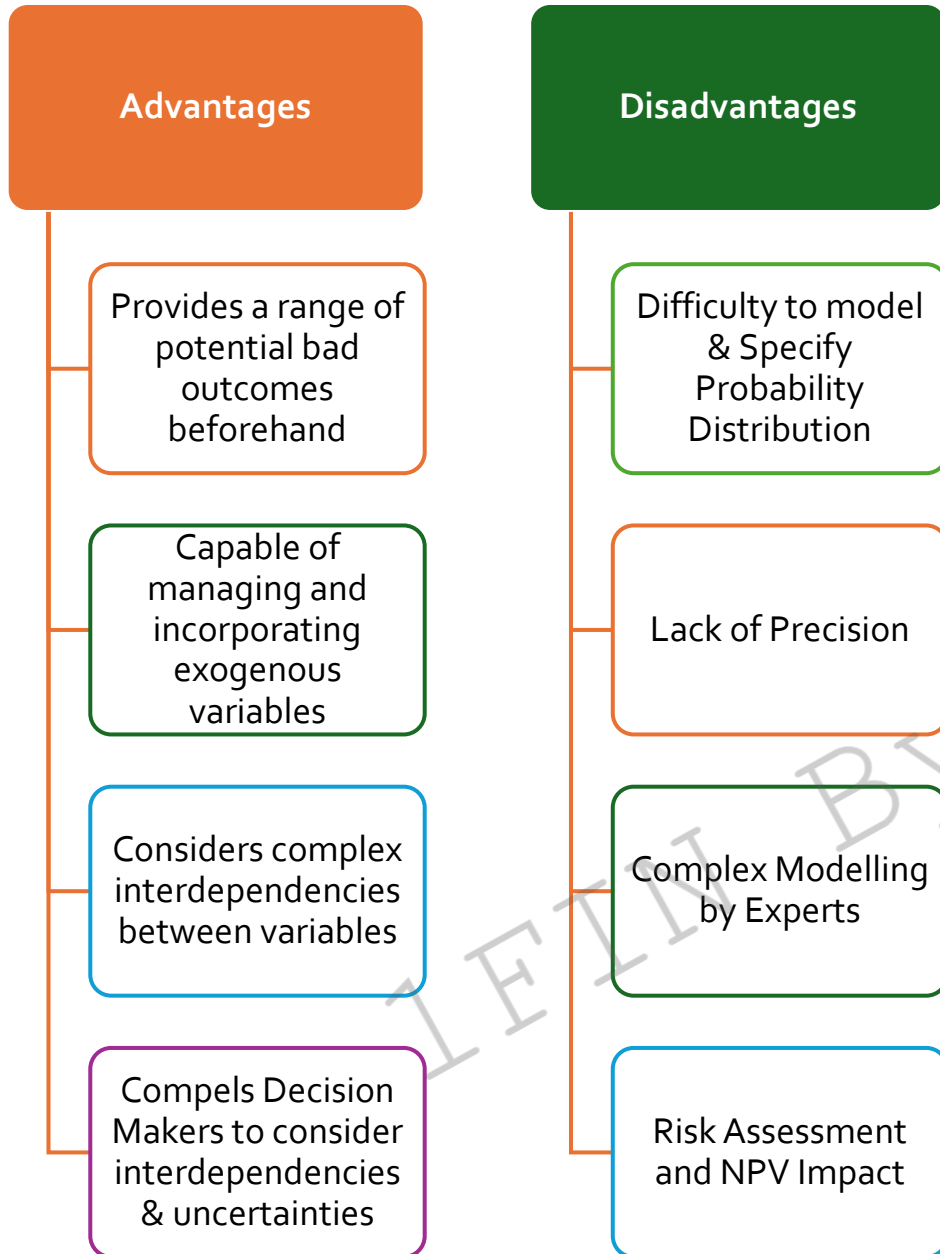 Advantages
Provides a range of
potential bad
outcomes
beforehand
Capable of
managing and
incorporating
exogenous
variables
Considers complex
interdependencies
between variables
Compels Decision
Makers to consider
interdependencies
& uncertainties
Disadvantages
Difficulty to model
& Specify
Probability
Distribution
Lack of Precision
Complex Modelling
by Experts
Risk Assessment
and NPV Impact
1FIN By